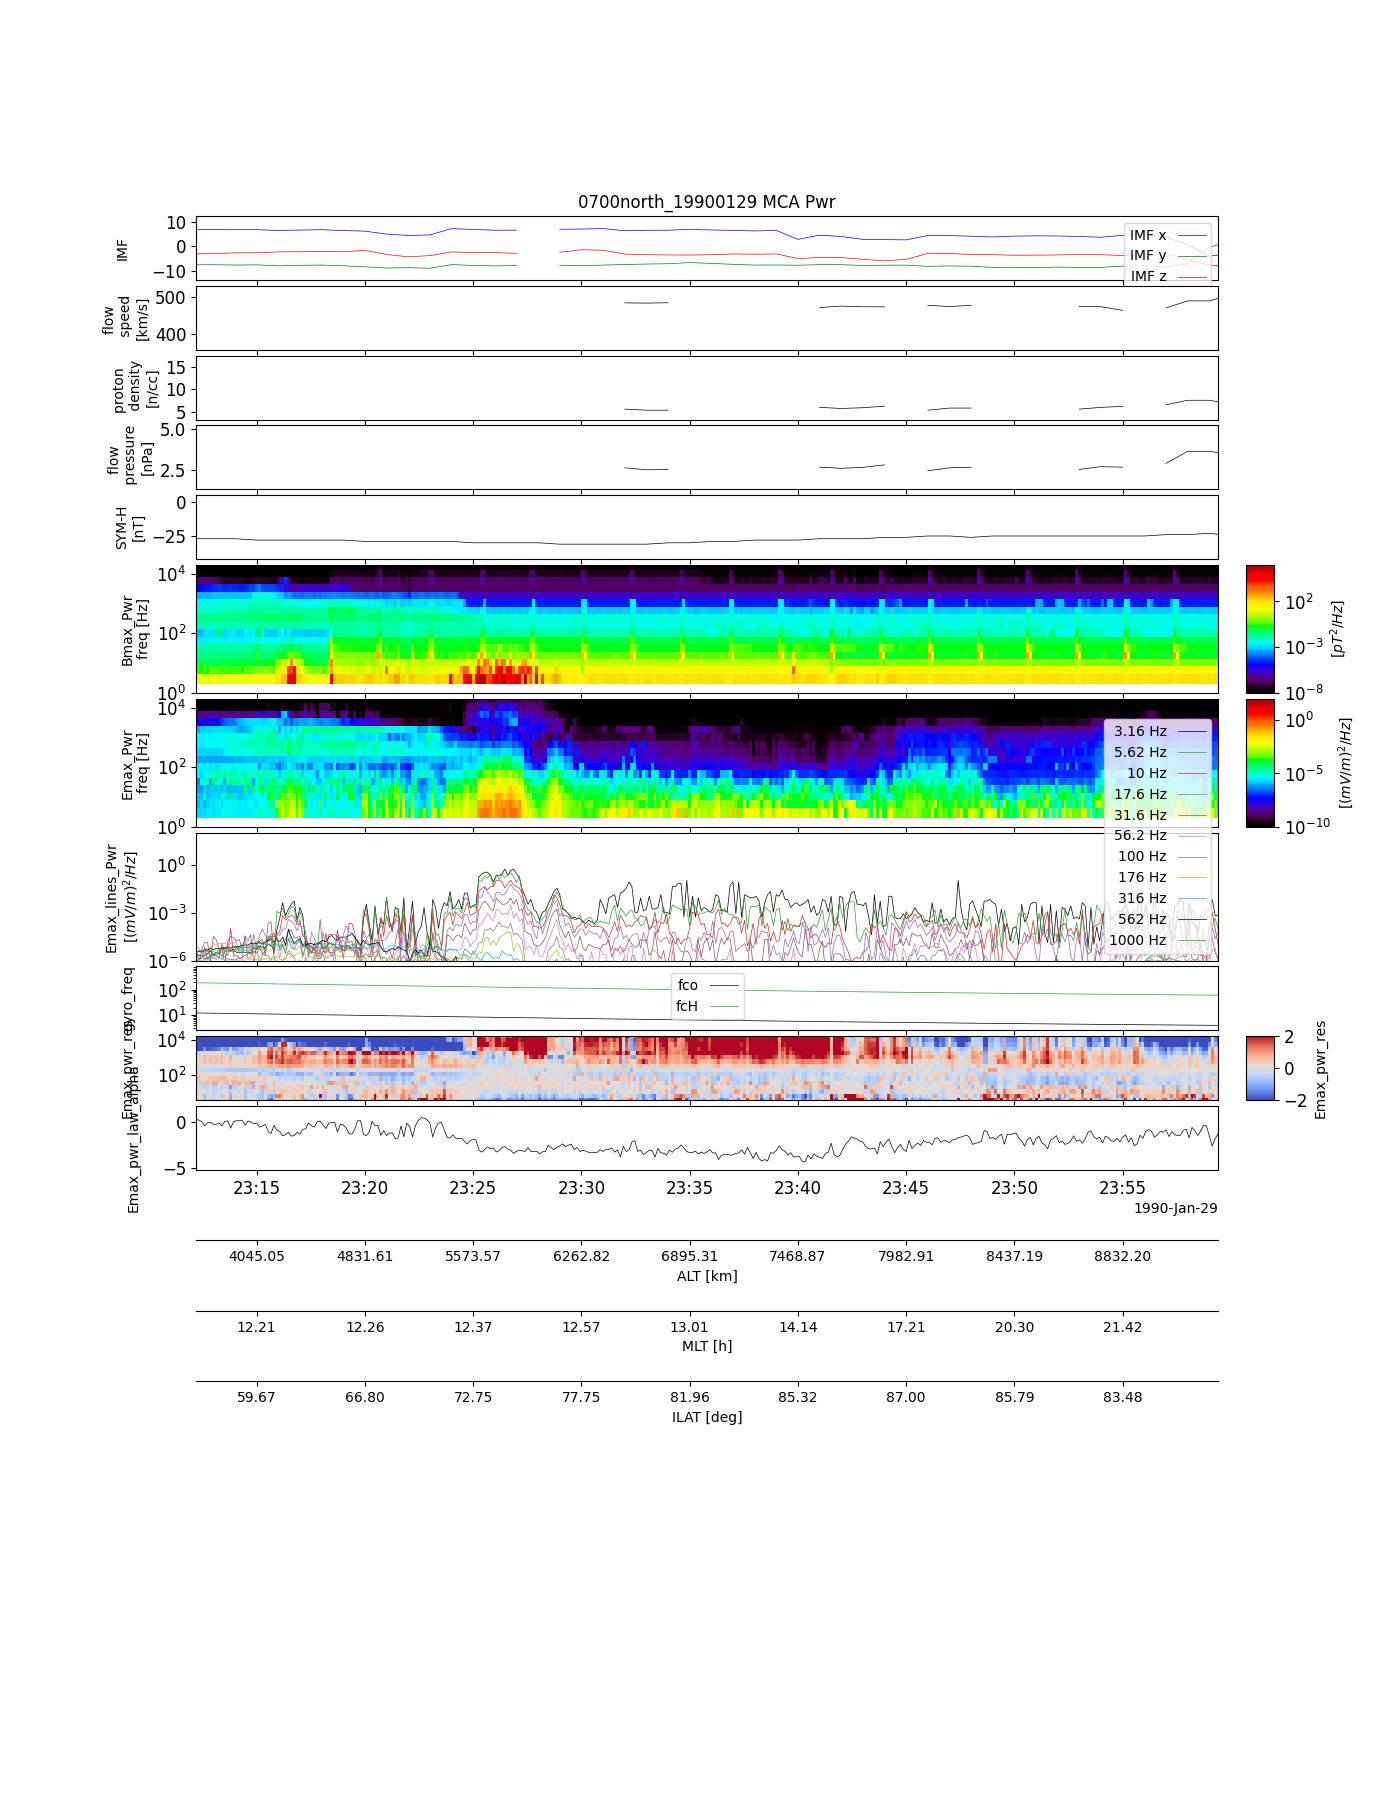 0700north_19900129 MCA Pwr
IMF
10
0
−10
IMF x
IMF y
IMF z
flow
speed
[km/s]
500
400
proton
density
[n/cc]
15
10
5
flow
pressure
[nPa]
5.0
2.5
SYM-H
[nT]
0
−25
Bmax_Pwr
freq [Hz]
10^4
10^2
10^0
10^2
10^−3
10^−8
[pT^2/Hz]
Emax_Pwr
freq [Hz]
10^4
10^2
10^0
10^0
10^−5
10^−10
[(mV/m)^2/Hz]
3.16 Hz
5.62 Hz
10 Hz
17.6 Hz
31.6 Hz
56.2 Hz
100 Hz
176 Hz
316 Hz
562 Hz
1000 Hz
Emax_lines_Pwr
[(mV/m)^2/Hz]
10^0
10^−3
10^−6
gyro_freq
10^2
10^1
fco
fcH
Emax_pwr_res
10^4
10^2
2
0
−2
Emax_pwr_res
Emax_pwr_law_alpha
0
−5
23:15 23:20 23:25 23:30 23:35 23:40 23:45 23:50 23:55
1990-Jan-29
4045.05 4831.61 5573.57 6262.82 6895.31 7468.87 7982.91 8437.19 8832.20
ALT [km]
12.21 12.26 12.37 12.57 13.01 14.14 17.21 20.30 21.42
MLT [h]
59.67 66.80 72.75 77.75 81.96 85.32 87.00 85.79 83.48
ILAT [deg]